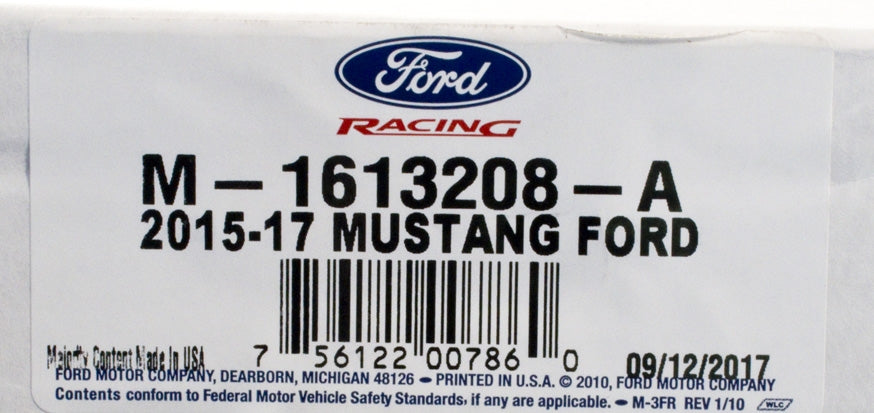 Ford
RACING
M-1613208-A
2015-17 MUSTANG FORD
7 56122 00786 0
Majority Content Made In USA
09/12/2017
FORD MOTOR COMPANY, DEARBORN, MICHIGAN 48126 – PRINTED IN U.S.A. © 2010, FORD MOTOR COMPANY
Contents conform to Federal Motor Vehicle Safety Standards, if any are applicable. – M-3FR REV 1/10 WLC